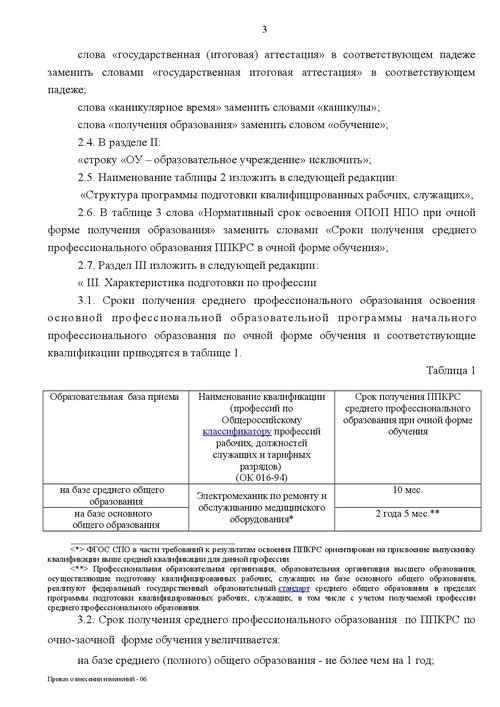 3
слова «государственная (итоговая) аттестация» в соответствующем падеже
заменить словами «государственная итоговая аттестация» в соответствующем
падеже;
слова «каникулярное время» заменить словами «каникулы»;
слова «получения образования» заменить словом «обучение»;
2.4. В разделе II:
«строку «ОУ – образовательное учреждение» исключить»;
2.5. Наименование таблицы 2 изложить в следующей редакции:
«Структура программы подготовки квалифицированных рабочих, служащих»;
2.6. В таблице 3 слова «Нормативный срок освоения ОПОП НПО при очной
форме получения образования» заменить словами «Сроки получения среднего
профессионального образования ППКРС в очной форме обучения»;
2.7. Раздел III изложить в следующей редакции:
« III. Характеристика подготовки по профессии
3.1. Сроки получения среднего профессионального образования освоения
основной профессиональной образовательной программы начального
профессионального образования по очной форме обучения и соответствующие
квалификации приводятся в таблице 1.
Таблица 1
Образовательная база приема
Наименование квалификации
(профессий по
Общероссийскому
классификатору профессий
рабочих, должностей
служащих и тарифных
разрядов)
(ОК 016-94)
Срок получения ППКРС
среднего профессионального
образования при очной форме
обучения
на базе среднего общего
образования
Электромеханик по ремонту и
обслуживанию медицинского
оборудования*
10 мес.
на базе основного
общего образования
2 года 5 мес.**
<*> ФГОС СПО в части требований к результатам освоения ППКРС ориентирован на присвоение выпускнику
квалификации выше средней квалификации для данной профессии.
<**> Профессиональная образовательная организация, образовательная организация высшего образования,
осуществляющие подготовку квалифицированных рабочих, служащих на базе основного общего образования,
реализуют федеральный государственный образовательный стандарт среднего общего образования в пределах
программы подготовки квалифицированных рабочих, служащих, в том числе с учетом получаемой профессии
среднего профессионального образования.
3.2. Срок получения среднего профессионального образования по ППКРС по
очно-заочной форме обучения увеличивается:
на базе среднего (полного) общего образования - не более чем на 1 год;
Приказ о внесении изменений - 06